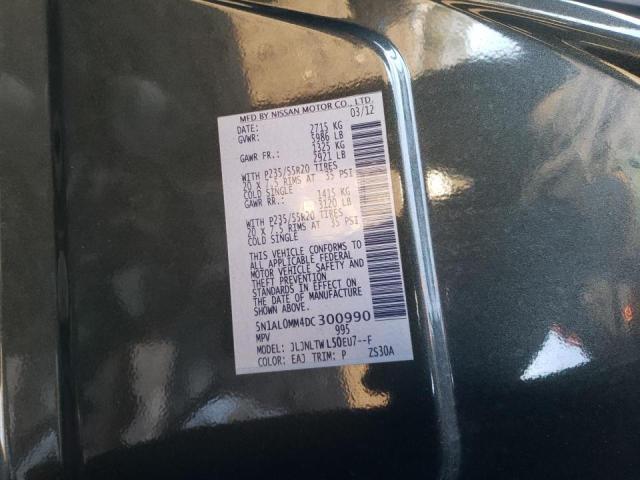 MFD BY NISSAN MOTOR CO., LTD.
DATE: 03/12
GVWR: 2715 KG
5986 LB
GAWR FR.: 1325 KG
2921 LB
WITH P235/55R20 TIRES
20 X 7.5 RIMS AT 35 PSI
COLD SINGLE
GAWR RR.: 1415 KG
3120 LB
WITH P235/55R20 TIRES
20 X 7.5 RIMS AT 35 PSI
COLD SINGLE
THIS VEHICLE CONFORMS TO
ALL APPLICABLE FEDERAL
MOTOR VEHICLE SAFETY AND
THEFT PREVENTION
STANDARDS IN EFFECT ON
THE DATE OF MANUFACTURE
SHOWN ABOVE.
5N1AL0MM4DC300990
MPV 995
MODEL: JLJNLTWL50EU7--F
COLOR: EAJ TRIM: P ZS30A